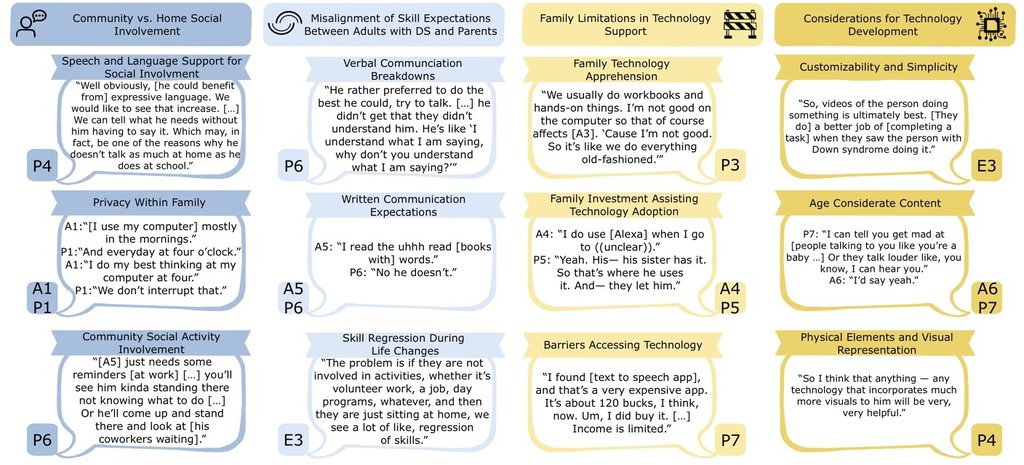 Community vs. Home Social
Involvement
Speech and Language Support for
Social Involvment
“Well obviously, [he could benefit
from] expressive language. We
would like to see that increase. […]
We can tell what he needs without
him having to say it. Which may, in
fact, be one of the reasons why he
doesn’t talk as much at home as he
does at school.”
P4
Privacy Within Family
A1:“[I use my computer] mostly
in the mornings.”
P1:“And everyday at four o’clock.”
A1:“I do my best thinking at my
computer at four.”
P1:“We don’t interrupt that.”
A1
P1
Community Social Activity
Involvement
“[A5] just needs some
reminders [at work] […] you’ll
see him kinda standing there
not knowing what to do […]
Or he’ll come up and stand
there and look at [his
coworkers waiting].”
P6
Misalignment of Skill Expectations
Between Adults with DS and Parents
Verbal Communciation
Breakdowns
“He rather preferred to do the
best he could, try to talk. […] he
didn’t get that they didn’t
understand him. He’s like ‘I
understand what I am saying,
why don’t you understand
what I am saying?’”
P6
Written Communication
Expectations
A5: “I read the uhhh read [books
with] words.”
P6: “No he doesn’t.”
A5
P6
Skill Regression During
Life Changes
“The problem is if they are not
involved in activities, whether it’s
volunteer work, a job, day
programs, whatever, and then
they are just sitting at home, we
see a lot of like, regression
of skills.”
E3
Family Limitations in Technology
Support
Family Technology
Apprehension
“We usually do workbooks and
hands-on things. I’m not good on
the computer so that of course
affects [A3]. ‘Cause I’m not good.
So it’s like we do everything
old-fashioned.’”
P3
Family Investment Assisting
Technology Adoption
A4: “I do use [Alexa] when I go
to ((unclear)).”
P5: “Yeah. His— his sister has it.
So that’s where he uses
it. And— they let him.”
A4
P5
Barriers Accessing Technology
“I found [text to speech app],
and that’s a very expensive app.
It’s about 120 bucks, I think,
now. Um, I did buy it. […]
Income is limited.”
P7
Considerations for Technology
Development
Customizability and Simplicity
“So, videos of the person doing
something is ultimately best. [They
do] a better job of [completing a
task] when they saw the person with
Down syndrome doing it.”
E3
Age Considerate Content
P7: “I can tell you get mad at
[people talking to you like you’re a
baby …] Or they talk louder like, you
know, I can hear you.”
A6: “I’d say yeah.”
A6
P7
Physical Elements and Visual
Representation
“So I think that anything — any
technology that incorporates much
more visuals to him will be very,
very helpful.”
P4